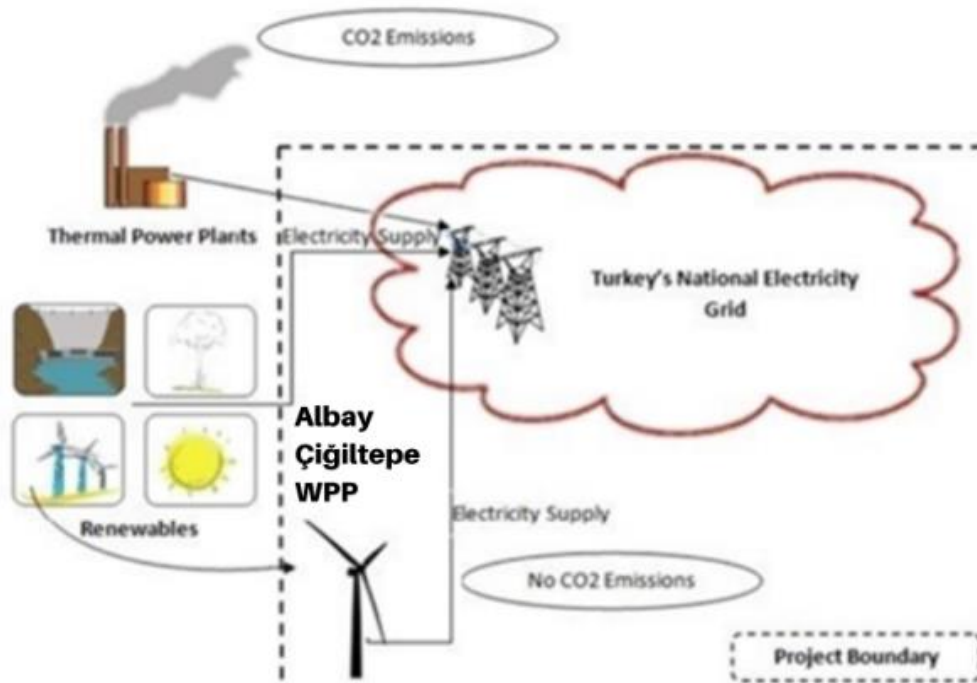 CO2 Emissions
Thermal Power Plants
Electricity Supply
Turkey's National Electricity
Grid
Albay
Çiğiltepe
WPP
Renewables
Electricity Supply
No CO2 Emissions
Project Boundary